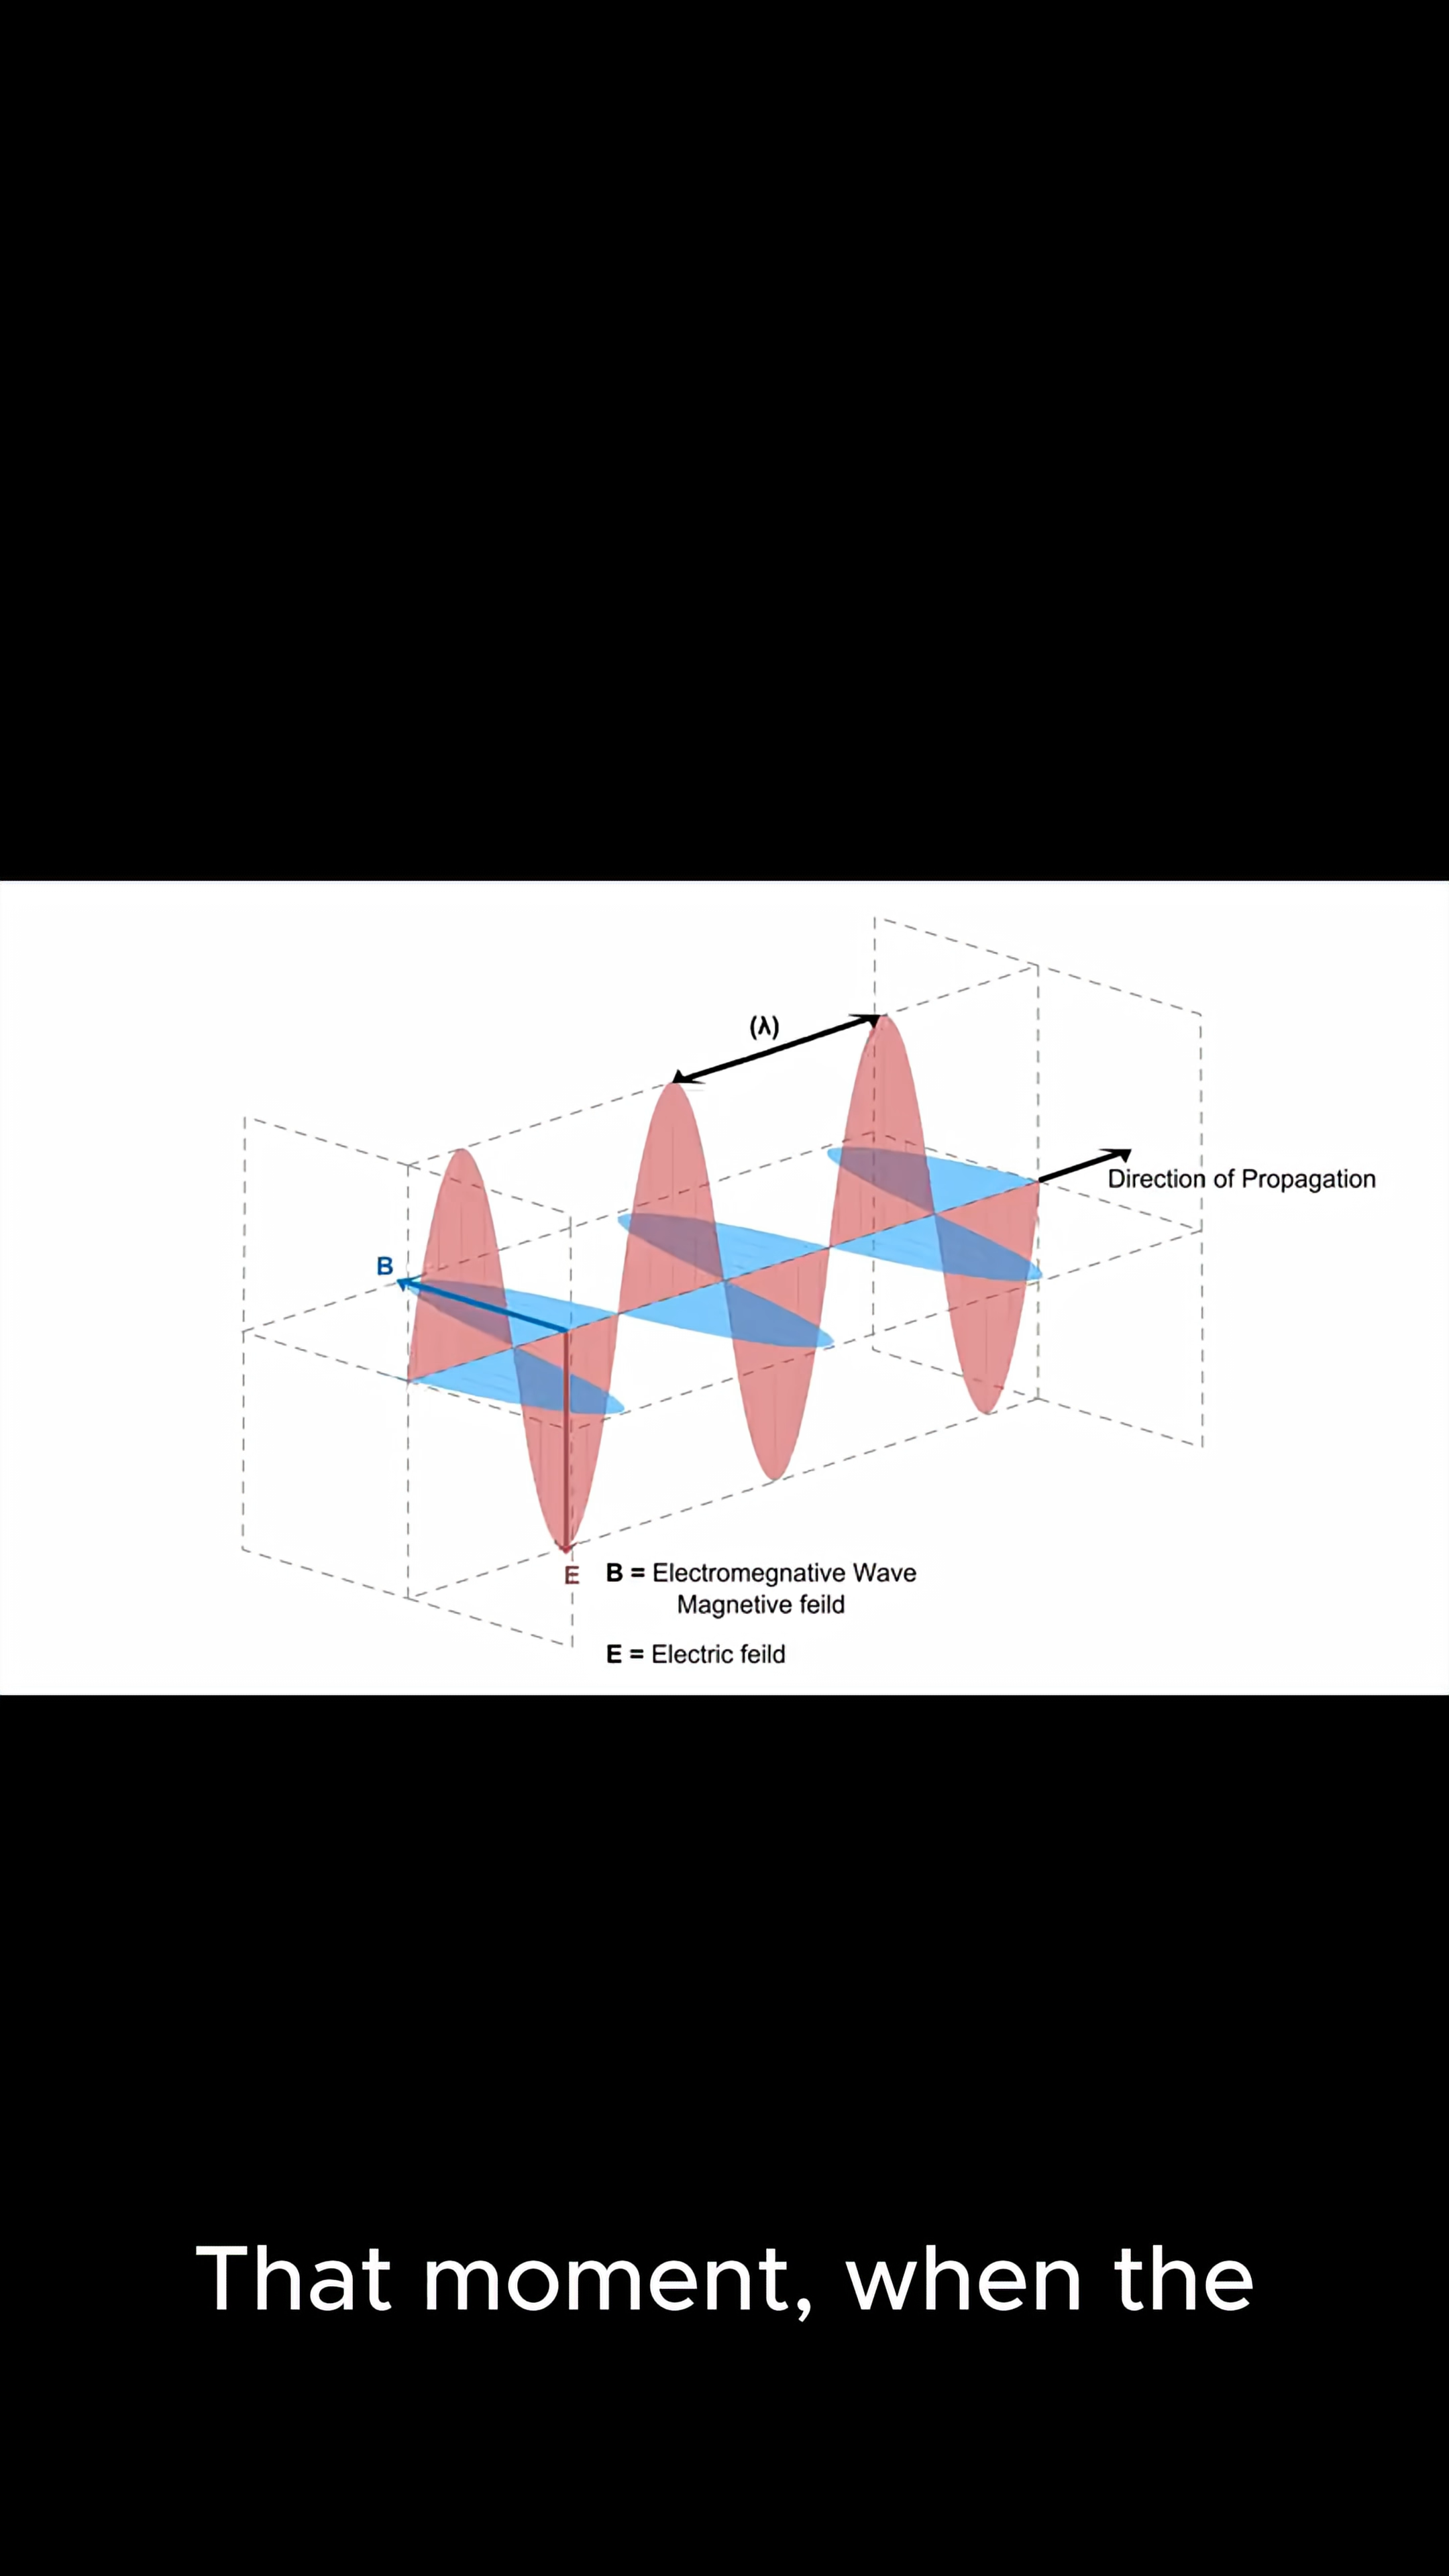 (λ)
Direction of Propagation
B
E
B = Electromegnative Wave
Magnetive feild
E = Electric feild
That moment, when the